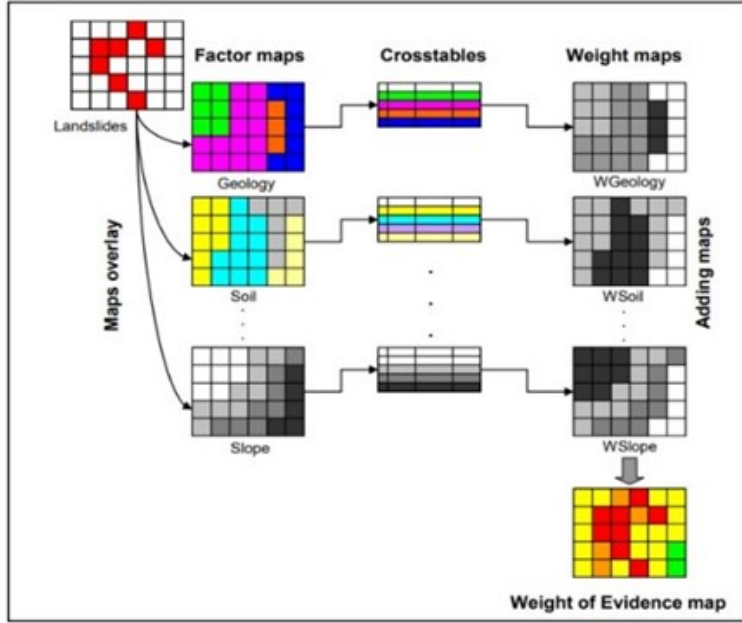 Factor maps
Crosstables
Weight maps
Landslides
Geology
WGeology
Maps overlay
Soil
WSoil
Adding maps
Slope
WSlope
Weight of Evidence map